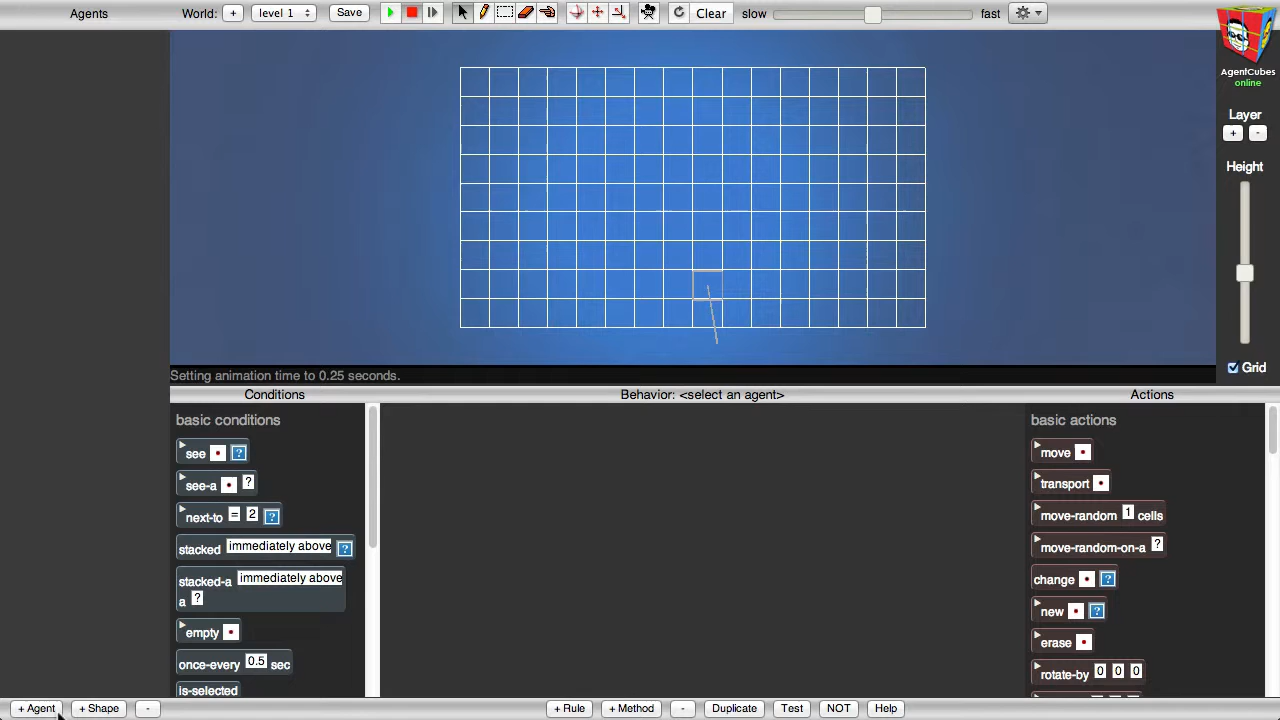 Agents World: + level 1 Save Clear slow fast
AgentCubes
online
Layer
+ -
Height
Grid
Setting animation time to 0.25 seconds.
Conditions Behavior: <select an agent> Actions
basic conditions basic actions
see ? move
see-a ? transport
next-to = 2 ? move-random 1 cells
stacked immediately above ? move-random-on-a ?
stacked-a immediately above change ?
a ?
new ?
empty erase
once-every 0.5 sec rotate-by 0 0 0
is-selected
+ Agent + Shape - + Rule + Method - Duplicate Test NOT Help